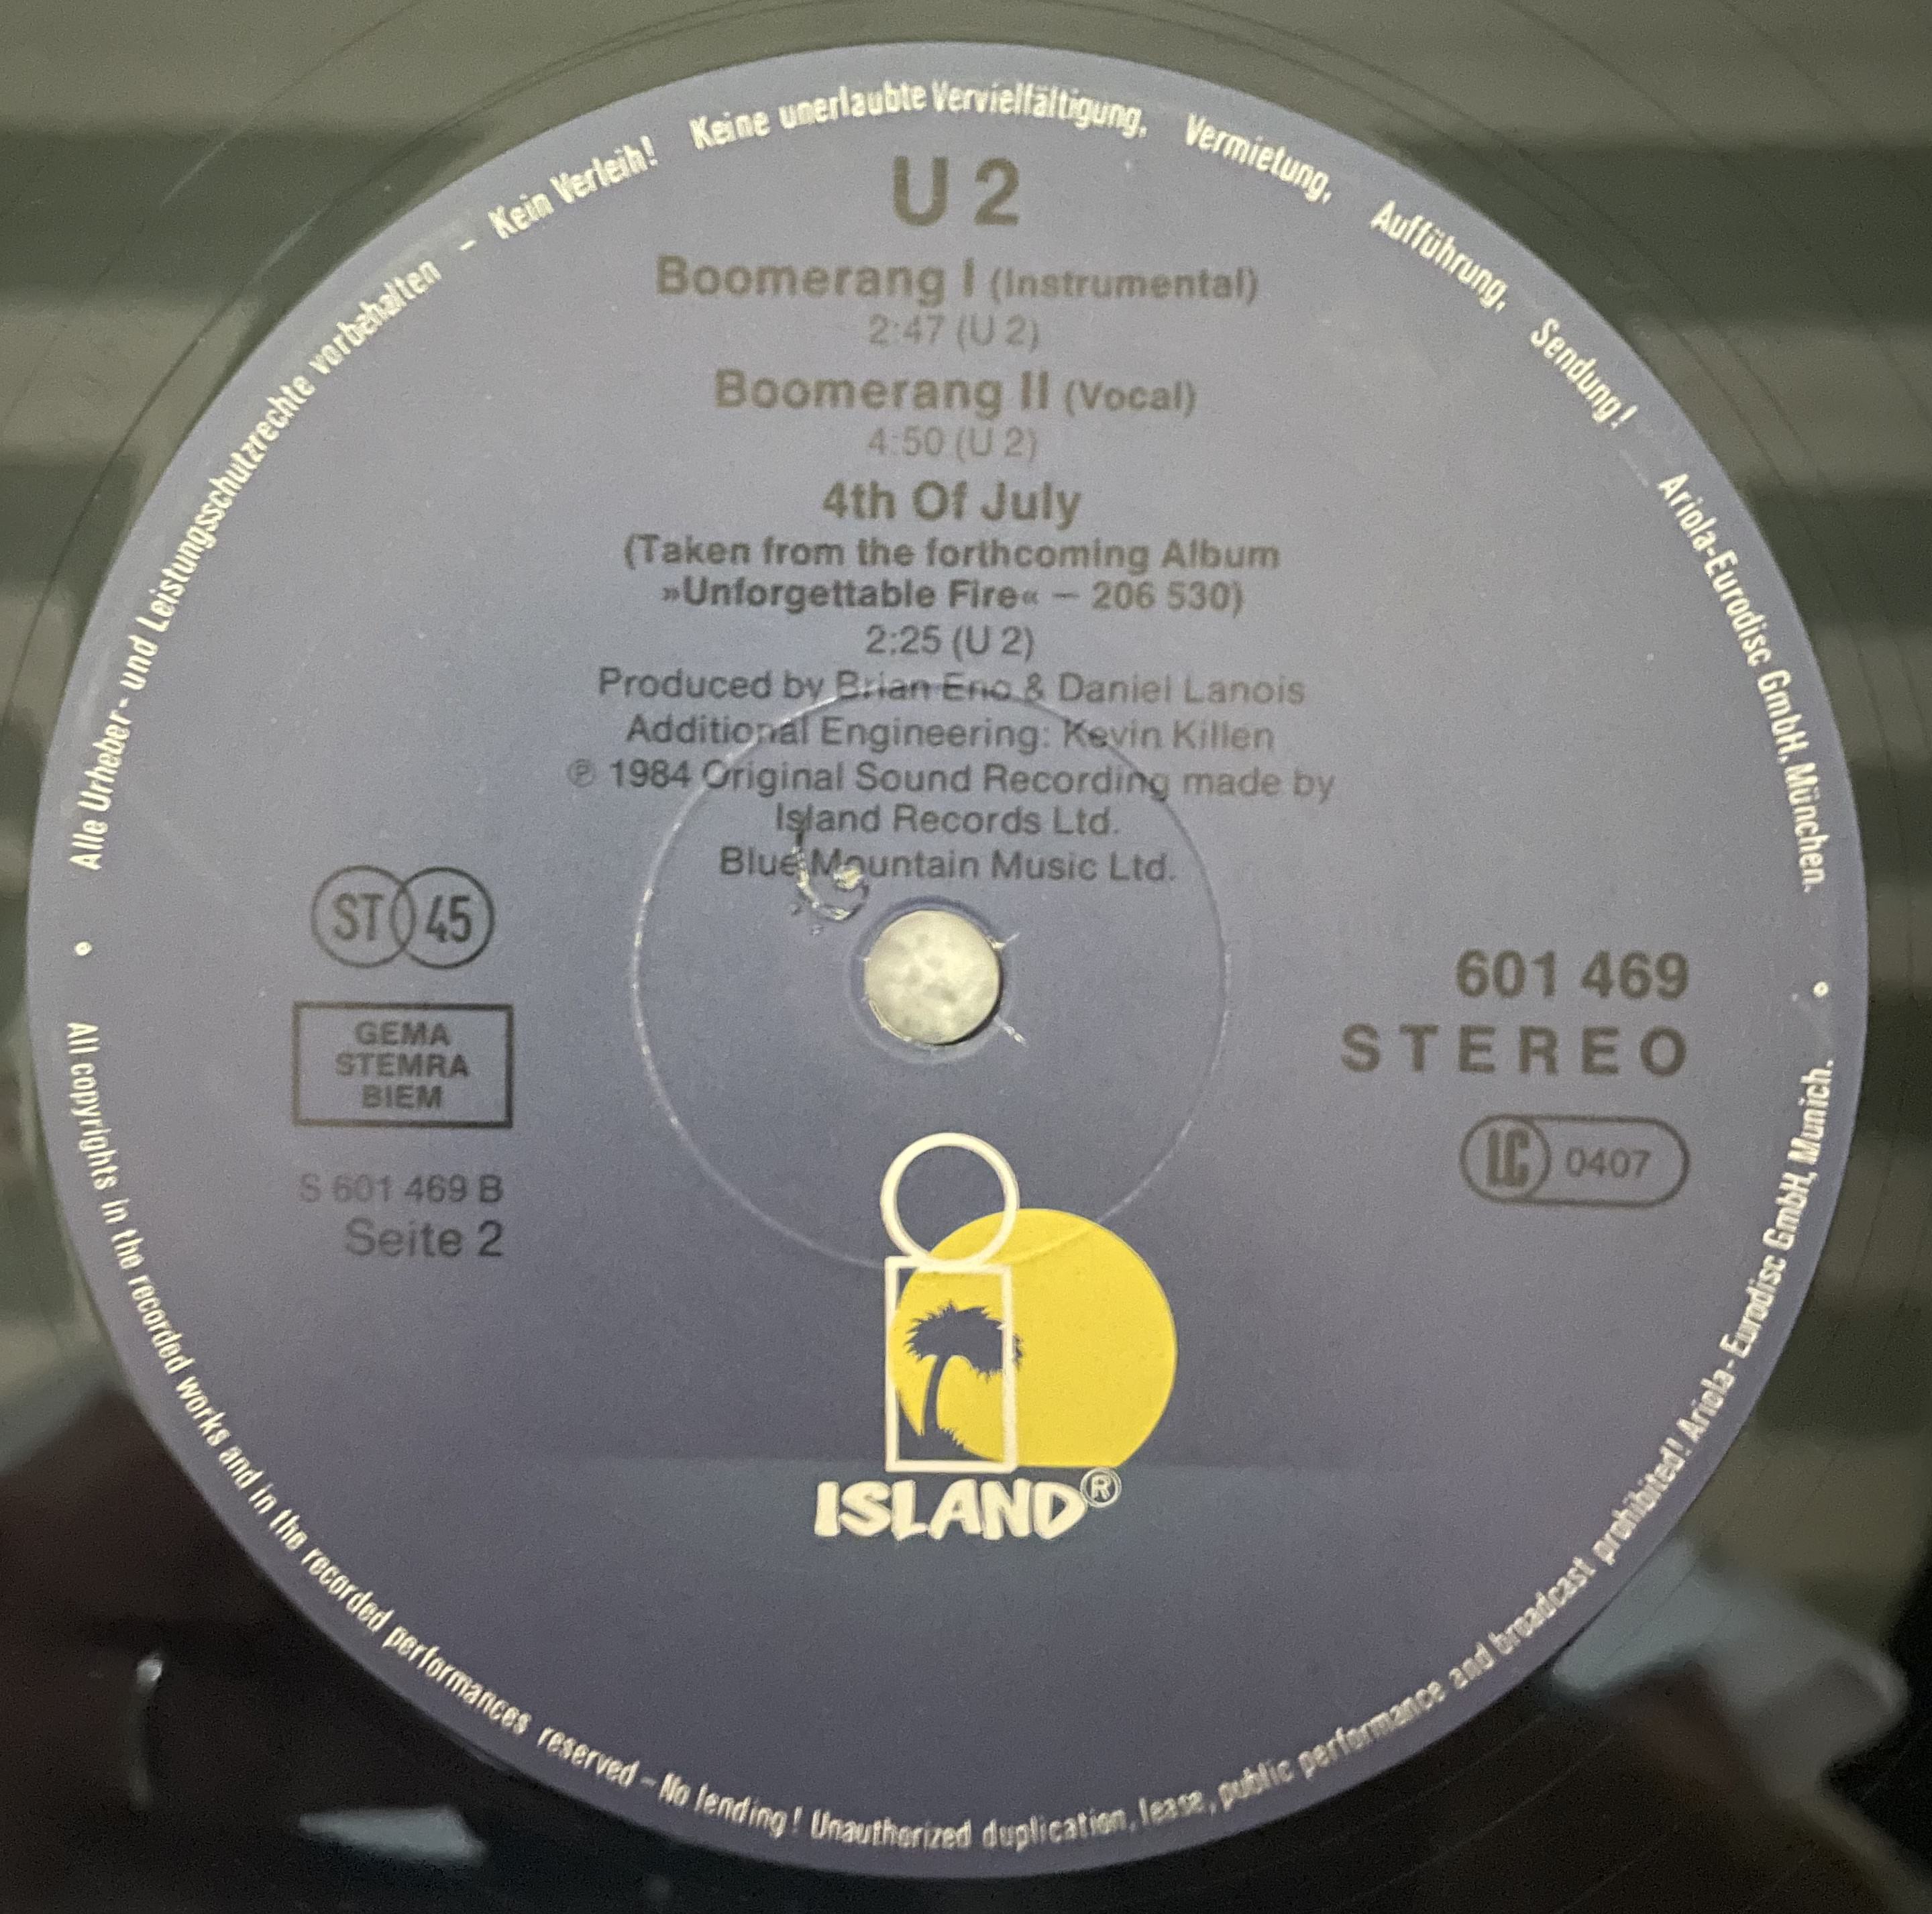 Alle Urheber- und Leistungsschutzrechte vorbehalten – Kein Verleih! Keine unerlaubte Vervielfältigung, Vermietung, Aufführung, Sendung! Ariola-Eurodisc GmbH, München.
U 2
Boomerang I (Instrumental)
2:47 (U 2)
Boomerang II (Vocal)
4:50 (U 2)
4th Of July
(Taken from the forthcoming Album
»Unforgettable Fire« – 206 530)
2:25 (U 2)
Produced by Brian Eno & Daniel Lanois
Additional Engineering: Kevin Killen
℗ 1984 Original Sound Recording made by
Island Records Ltd.
Blue Mountain Music Ltd.
ST 45
GEMA
STEMRA
BIEM
S 601 469 B
Seite 2
601 469
STEREO
LC 0407
ISLAND®
All copyrights in the recorded works and in the recorded performances reserved – No lending! Unauthorized duplication, lease, public performance and broadcast prohibited! Ariola-Eurodisc GmbH, Munich.